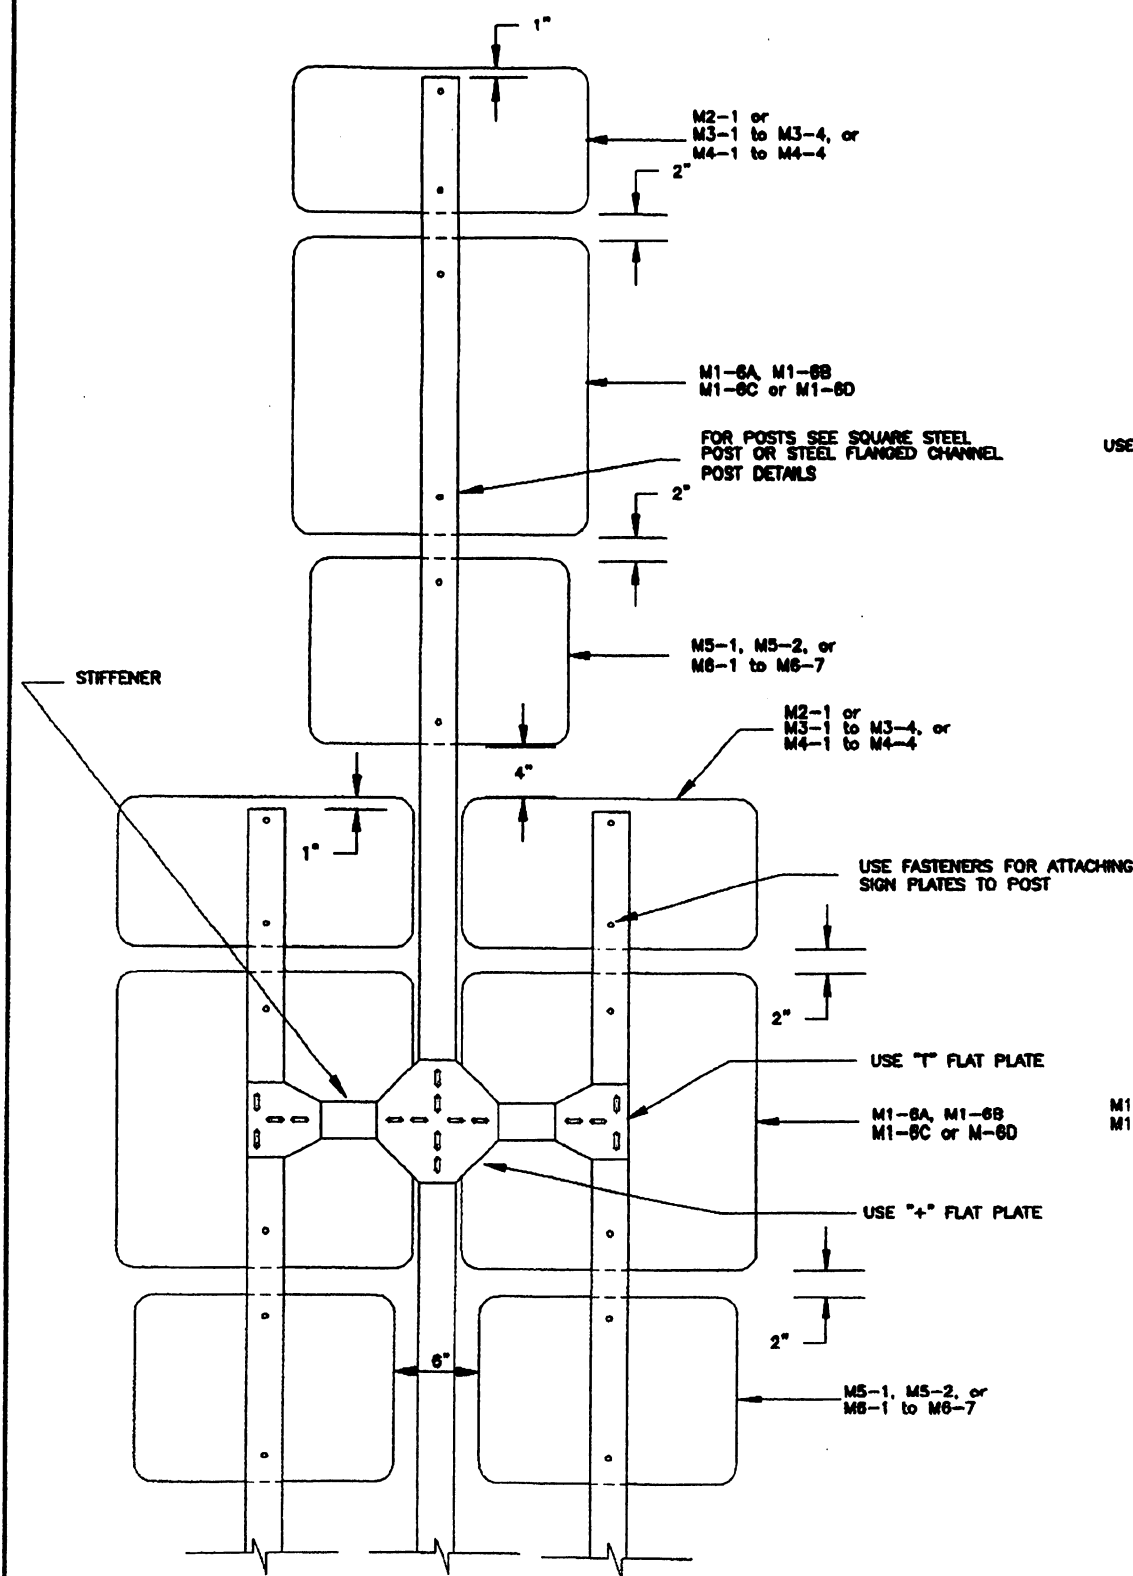 1"
M2-1 or
M3-1 to M3-4, or
M4-1 to M4-4
2"
M1-6A, M1-6B
M1-6C or M1-6D
FOR POSTS SEE SQUARE STEEL
POST OR STEEL FLANGED CHANNEL
POST DETAILS
USE
2"
M5-1, M5-2, or
M6-1 to M6-7
STIFFENER
M2-1 or
M3-1 to M3-4, or
M4-1 to M4-4
4"
1"
USE FASTENERS FOR ATTACHING
SIGN PLATES TO POST
2"
USE "T" FLAT PLATE
M1-6A, M1-6B
M1-6C or M-6D
M1
M1
USE "+" FLAT PLATE
2"
6"
M5-1, M5-2, or
M6-1 to M6-7